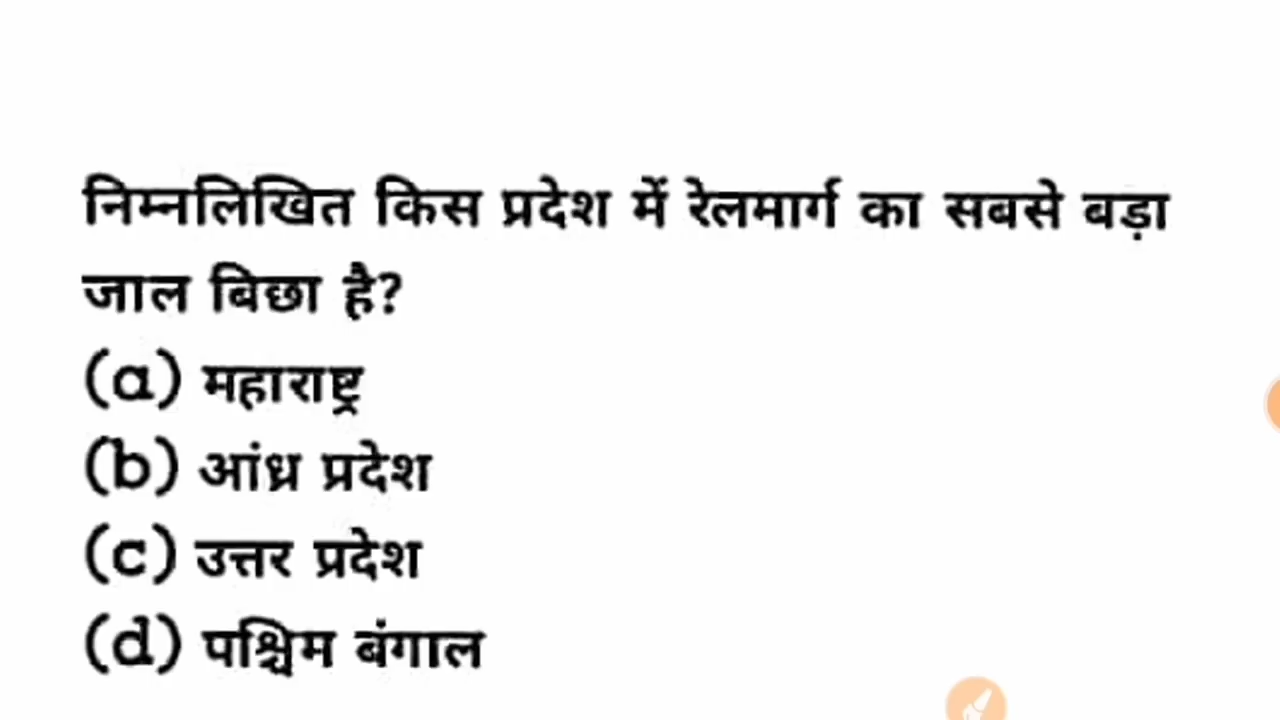 निम्नलिखित किस प्रदेश में रेलमार्ग का सबसे बड़ा
जाल बिछा है?
(a) महाराष्ट्र
(b) आंध्र प्रदेश
(c) उत्तर प्रदेश
(d) पश्चिम बंगाल